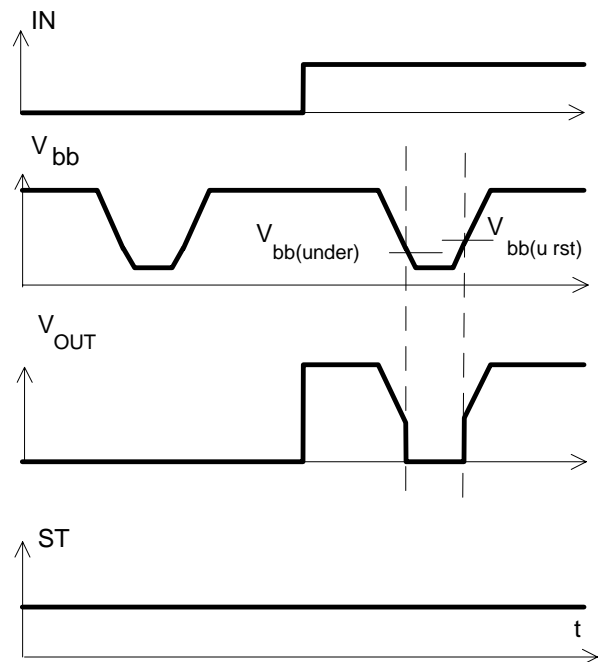 IN
V bb
V bb(under)
V bb(u rst)
V OUT
ST
t